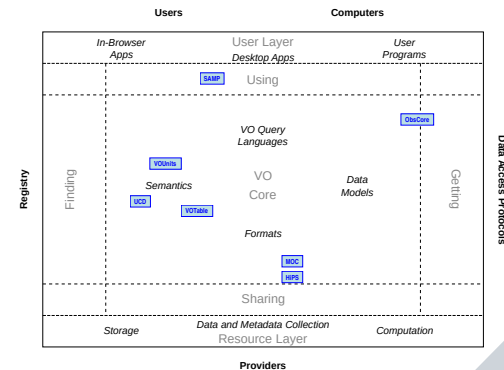 Users
Computers
In-Browser
Apps
User Layer
Desktop Apps
User
Programs
SAMP
Using
ObsCore
VO Query
Languages
VOUnits
Semantics
UCD
VOTable
VO
Core
Data
Models
Registry
Finding
Getting
Data Access Protocols
Formats
MOC
HiPS
Sharing
Storage
Data and Metadata Collection
Computation
Resource Layer
Providers